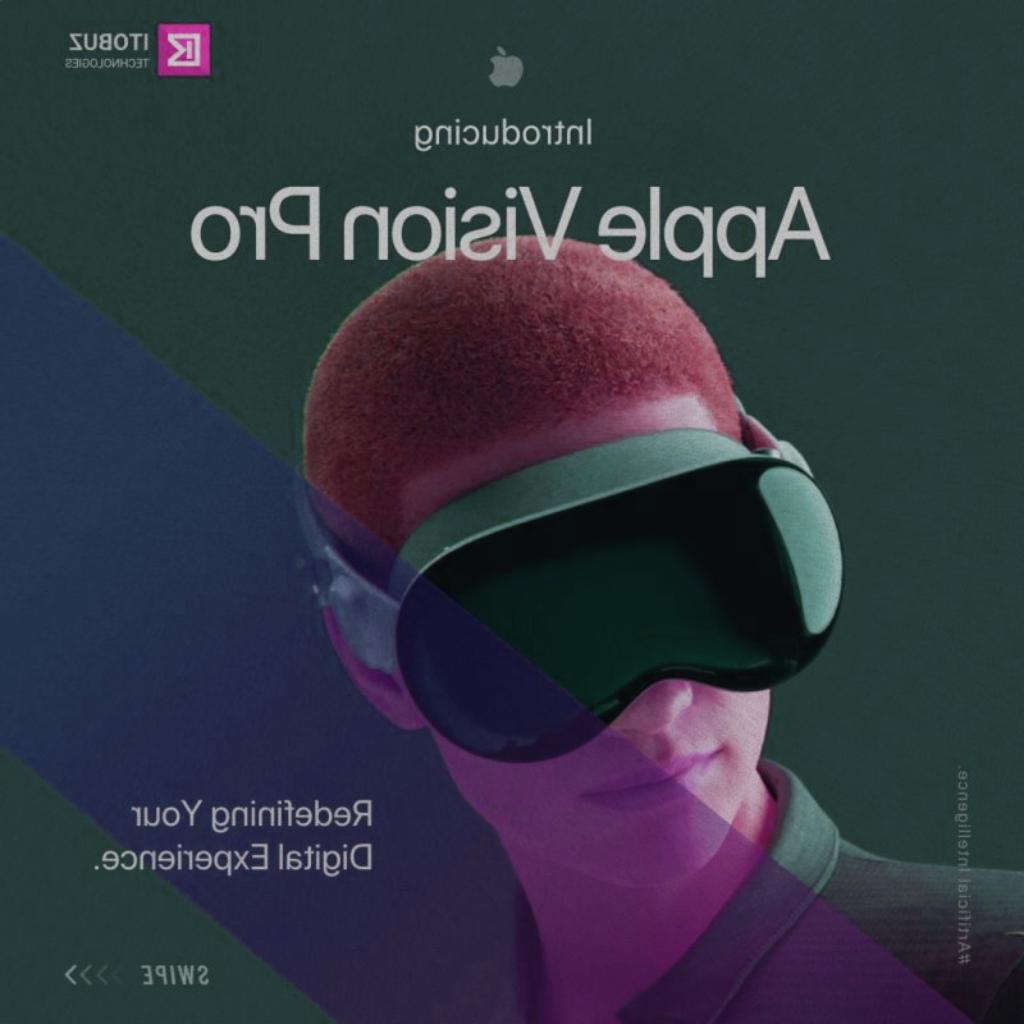 ITOBUZ
TECHNOLOGIES
Introducing
Apple Vision Pro
Redefining Your
Digital Experience.
#Artificial Intelligence.
SWIPE